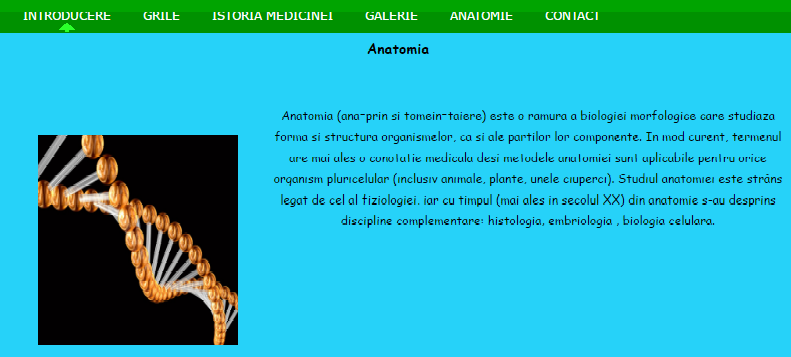 INTRODUCERE GRILE ISTORIA MEDICINEI GALERIE ANATOMIE CONTACT
Anatomia
Anatomia (ana=prin si tomein=taiere) este o ramura a biologiei morfologice care studiaza
forma si structura organismelor, ca si ale partilor lor componente. In mod curent, termenul
are mai ales o conotatie medicala desi metodele anatomiei sunt aplicabile pentru orice
organism pluricelular (inclusiv animale, plante, unele ciuperci). Studiul anatomiei este strâns
legat de cel al fiziologiei, iar cu timpul (mai ales in secolul XX) din anatomie s-au desprins
discipline complementare: histologia, embriologia , biologia celulara.